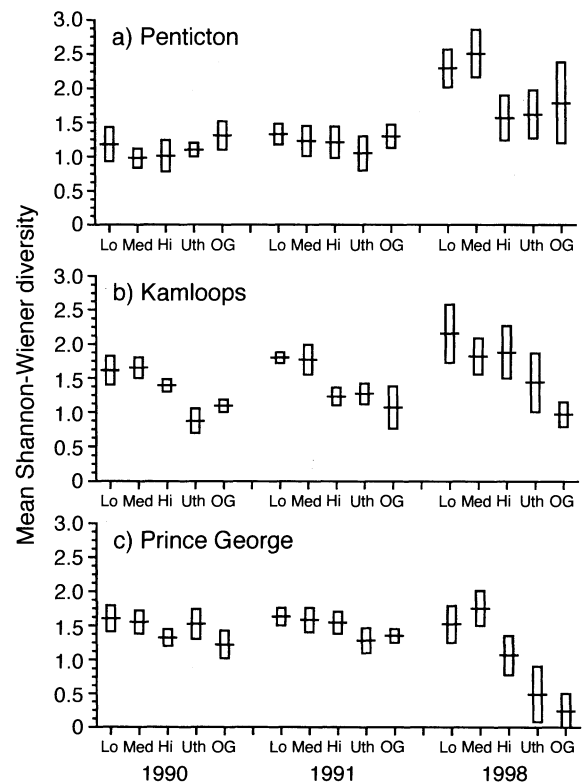 Mean Shannon-Wiener diversity
a) Penticton
3.0
2.5
2.0
1.5
1.0
0.5
0
Lo Med Hi Uth OG Lo Med Hi Uth OG Lo Med Hi Uth OG
b) Kamloops
3.0
2.5
2.0
1.5
1.0
0.5
0
Lo Med Hi Uth OG Lo Med Hi Uth OG Lo Med Hi Uth OG
c) Prince George
3.0
2.5
2.0
1.5
1.0
0.5
0
Lo Med Hi Uth OG Lo Med Hi Uth OG Lo Med Hi Uth OG
1990 1991 1998